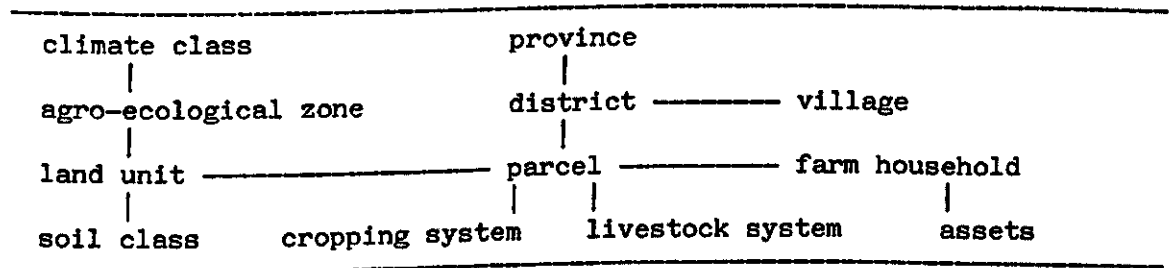 climate class province
agro-ecological zone district village
land unit parcel farm household
soil class cropping system livestock system assets